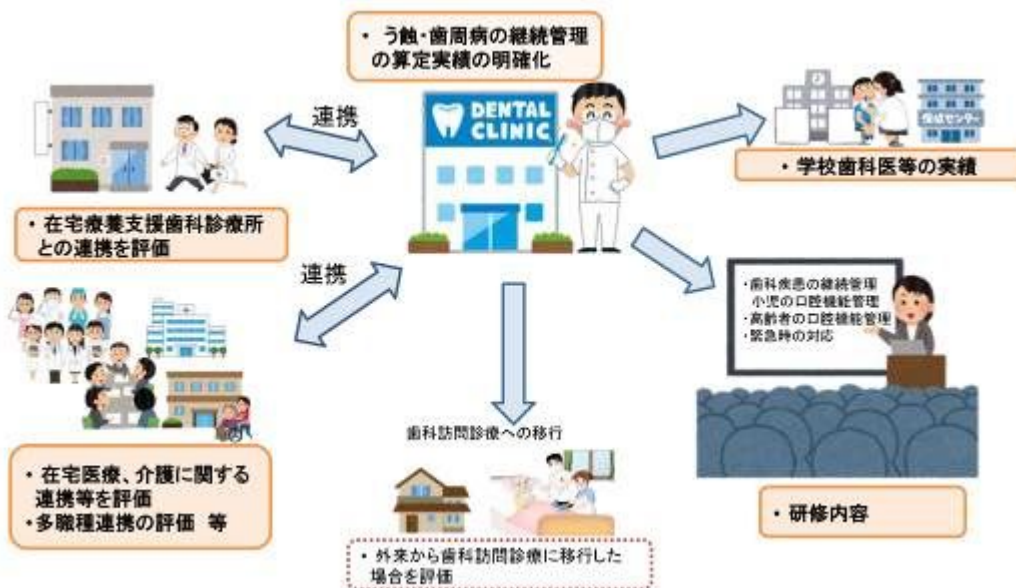 ・ う蝕・歯周病の継続管理
の算定実績の明確化
DENTAL
CLINIC
連携
・ 在宅療養支援歯科診療所
との連携を評価
保健センター
・ 学校歯科医等の実績
連携
・ 在宅医療、介護に関する
連携等を評価
・多職種連携の評価 等
歯科訪問診療への移行
・ 外来から歯科訪問診療に移行した
場合を評価
・歯科疾患の継続管理
小児の口腔機能管理
・高齢者の口腔機能管理
・緊急時の対応
・ 研修内容